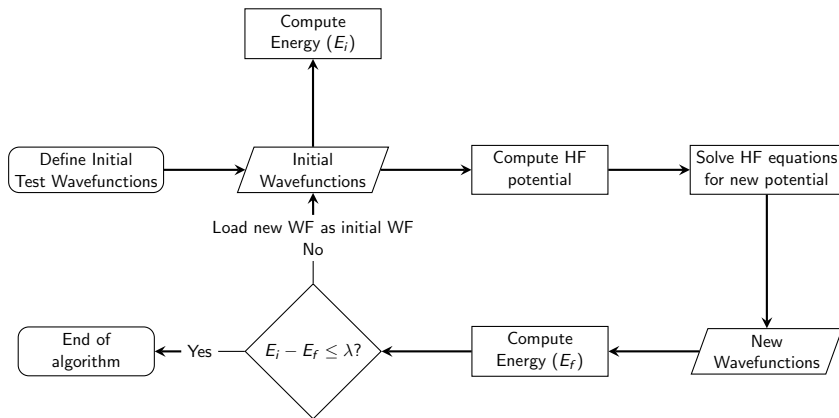 Compute
Energy (E_i)
Define Initial
Test Wavefunctions
Initial
Wavefunctions
Compute HF
potential
Solve HF equations
for new potential
Load new WF as initial WF
No
End of
algorithm
Yes
E_i − E_f ≤ λ?
Compute
Energy (E_f)
New
Wavefunctions